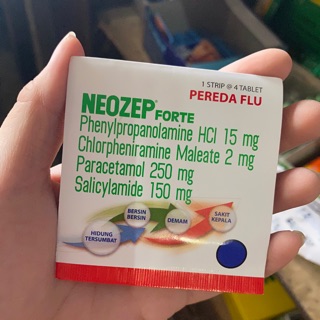 1 STRIP @ 4 TABLET
PEREDA FLU
NEOZEP FORTE
Phenylpropanolamine HCl 15 mg
Chlorpheniramine Maleate 2 mg
Paracetamol 250 mg
Salicylamide 150 mg
HIDUNG
TERSUMBAT
BERSIN
BERSIN
DEMAM
SAKIT
KEPALA